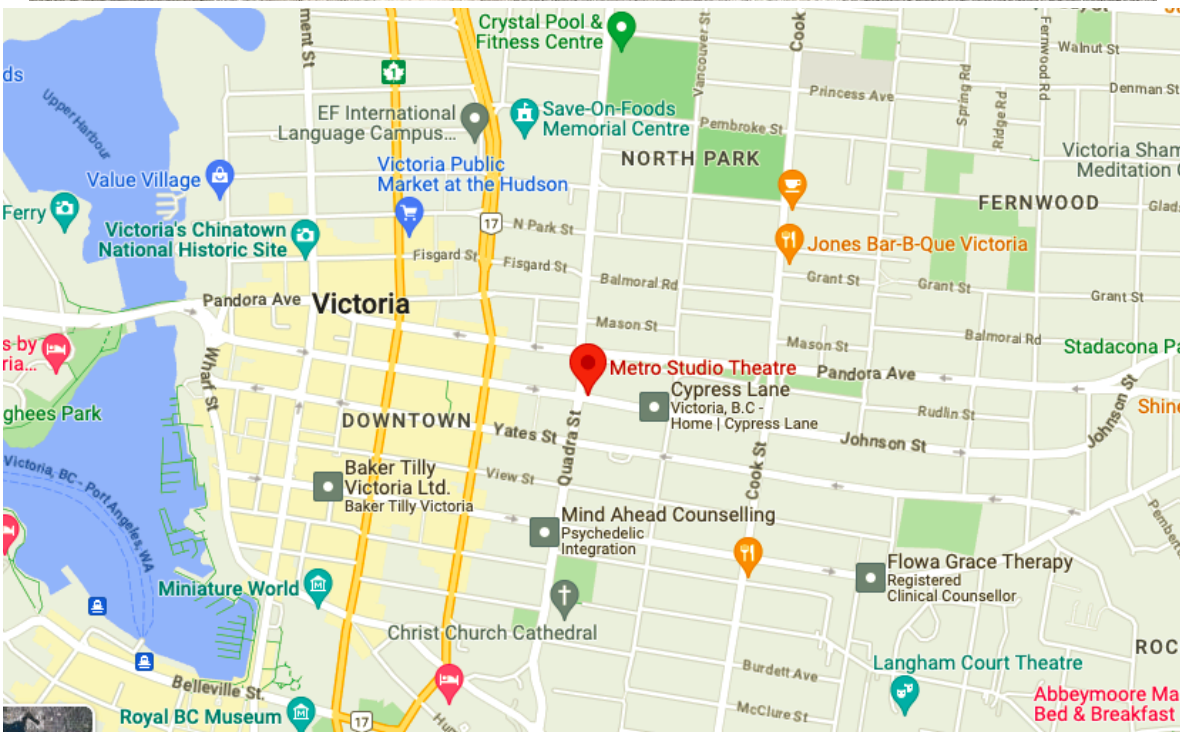 Crystal Pool &
Fitness Centre
ment St
Vancouver St
Cook
Fernwood Rd
Walnut St
ds
Upper Harbour
1
Princess Ave
Spring Rd
Ridge Rd
Denman St
EF International
Language Campus...
Save-On-Foods
Memorial Centre
Pembroke St
NORTH PARK
Victoria Sham
Meditation C
Value Village
Victoria Public
Market at the Hudson
FERNWOOD
Glads
Ferry
Victoria's Chinatown
National Historic Site
17
N Park St
Jones Bar-B-Que Victoria
Fisgard St
Fisgard St
Balmoral Rd
Grant St
Grant St
Grant St
Pandora Ave
Victoria
Mason St
Mason St
Balmoral Rd
s by
ria...
Wharf St
Metro Studio Theatre
Pandora Ave
Stadacona Pa
Cypress Lane
Victoria, B.C -
Home | Cypress Lane
ghees Park
DOWNTOWN
Yates St
Quadra St
Rudlin St
Johnson St
Johnson St
Shine
Victoria, BC - Port Angeles, WA
Baker Tilly
Victoria Ltd.
Baker Tilly Victoria
View St
Cook St
Mind Ahead Counselling
Psychedelic
Integration
Pemberto
Flowa Grace Therapy
Registered
Clinical Counsellor
Miniature World
Christ Church Cathedral
ROC
Belleville St.
Burdett Ave
Langham Court Theatre
Royal BC Museum
17
McClure St
Abbeymoore Ma
Bed & Breakfast